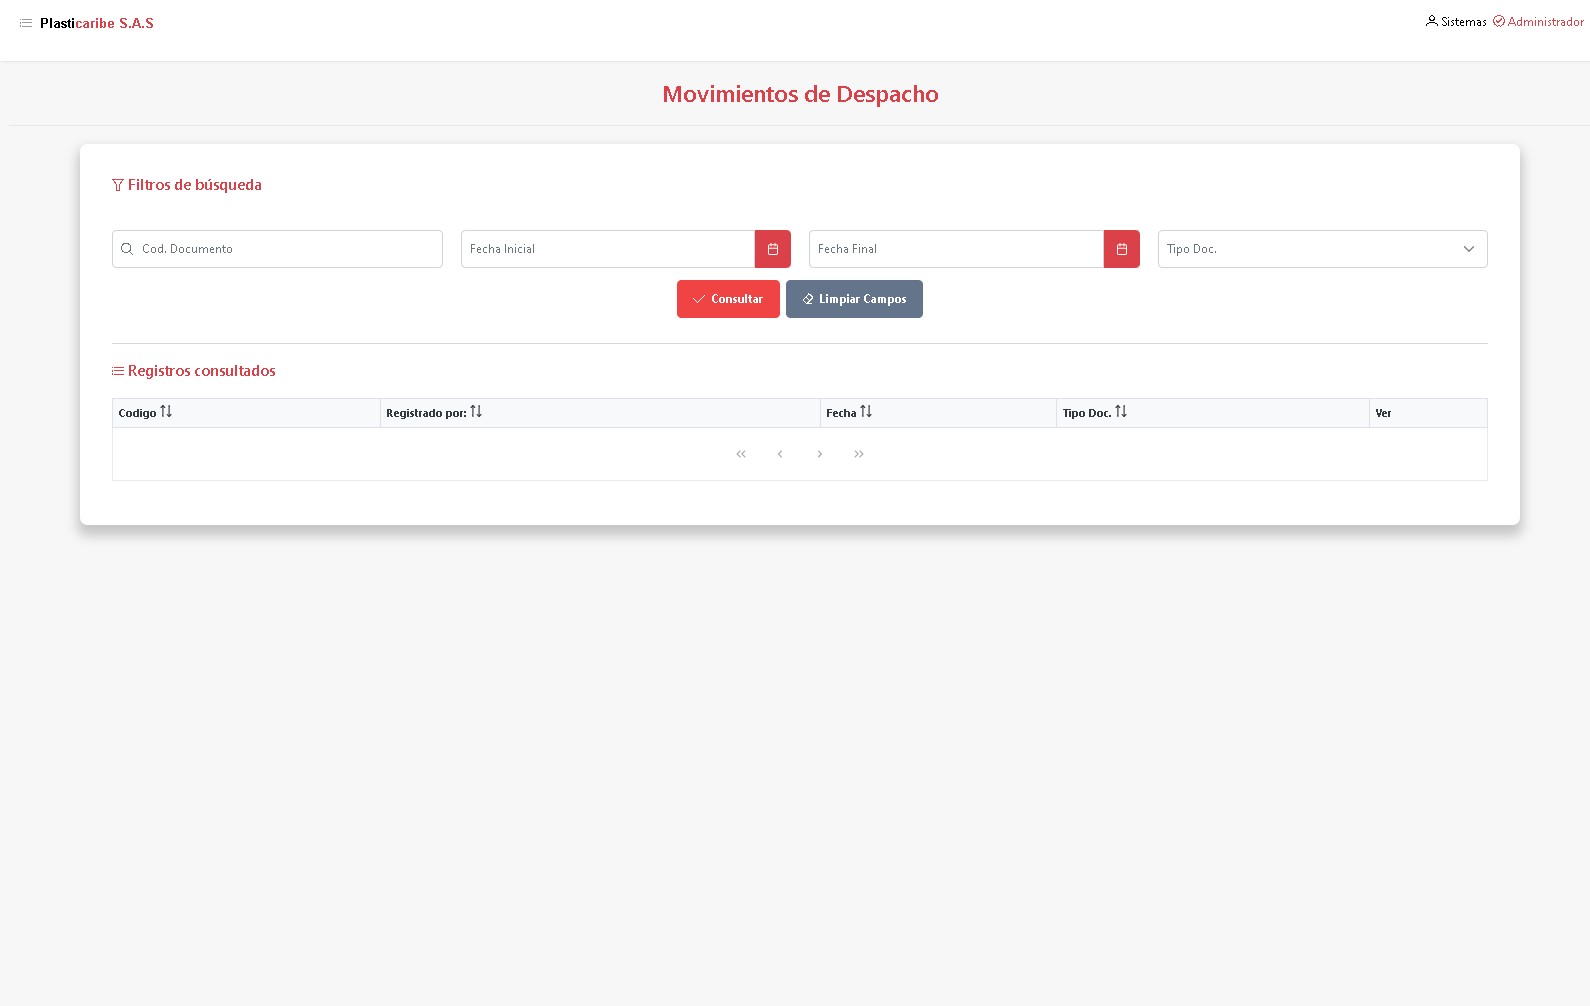 Plasticaribe S.A.S
Sistemas Administrador
Movimientos de Despacho
Filtros de búsqueda
Cod. Documento
Fecha Inicial
Fecha Final
Tipo Doc.
Consultar
Limpiar Campos
Registros consultados
Codigo
Registrado por:
Fecha
Tipo Doc.
Ver